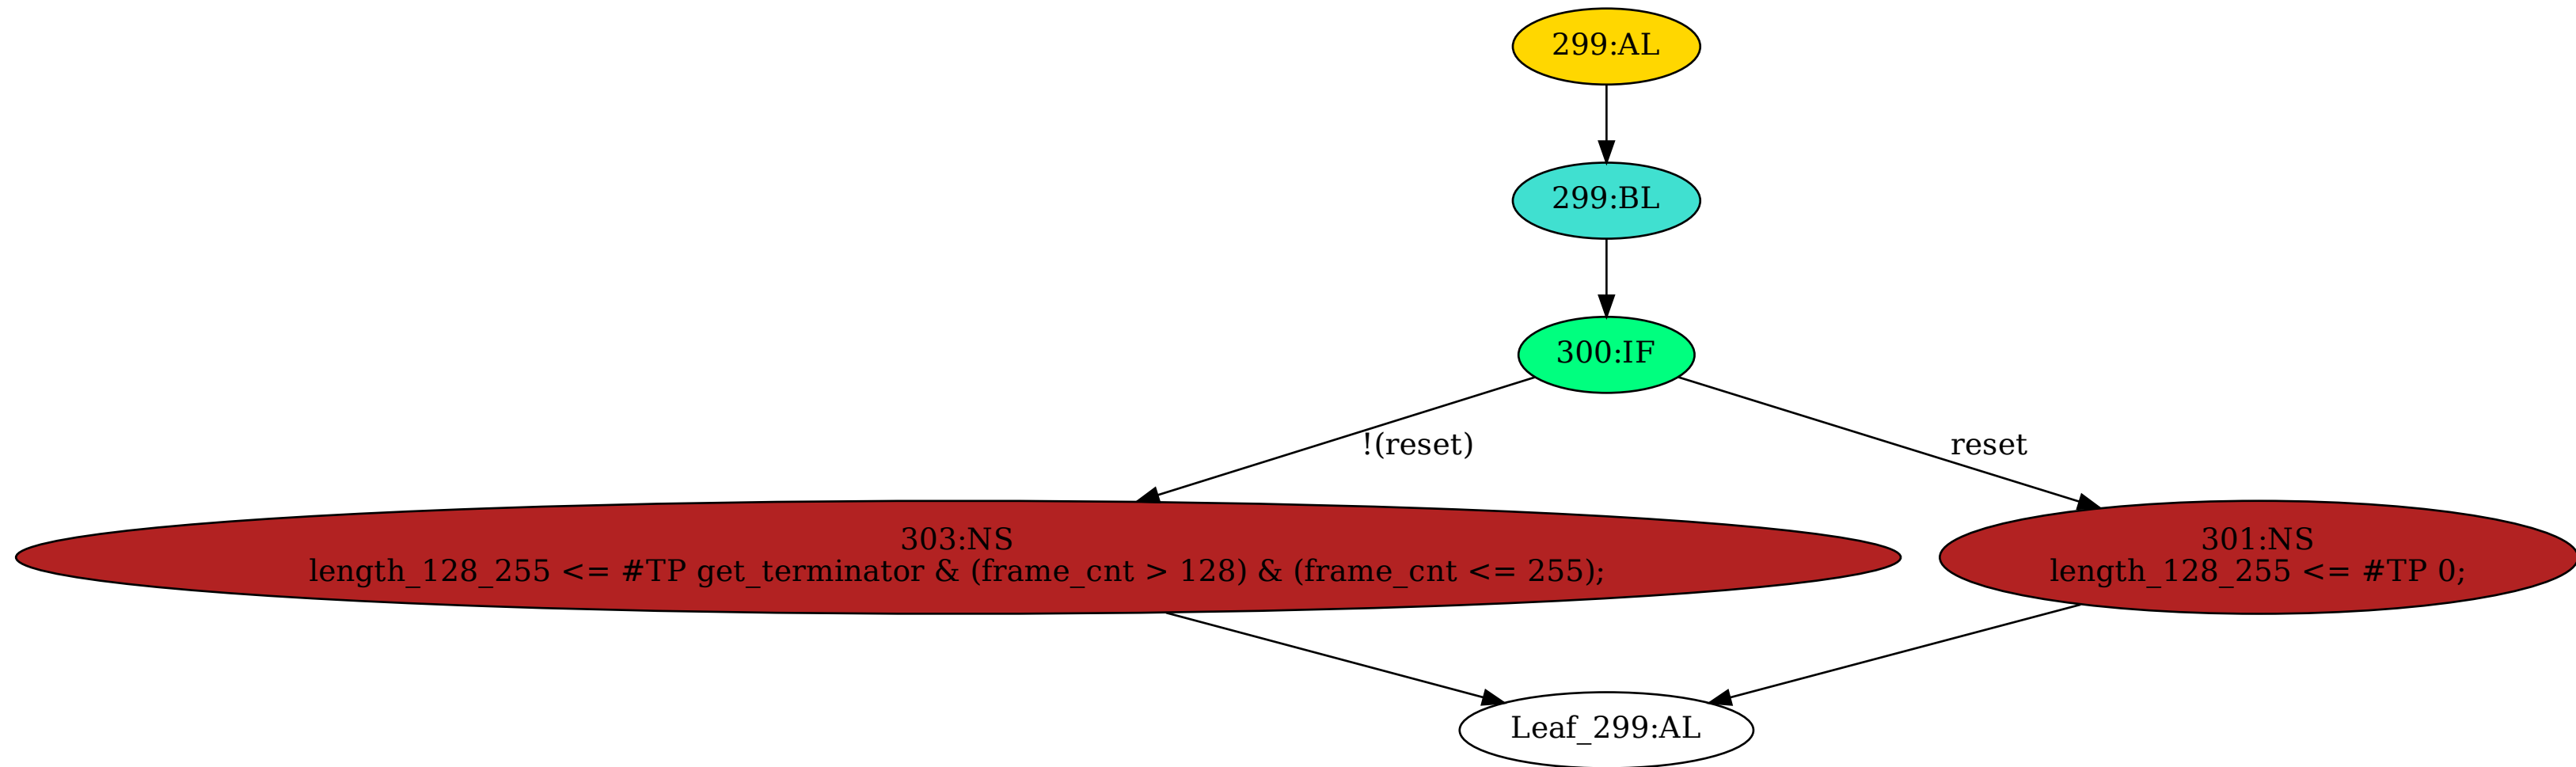 299:AL
299:BL
300:IF
!(reset)
reset
303:NS
length_128_255 <= #TP get_terminator & (frame_cnt > 128) & (frame_cnt <= 255);
301:NS
length_128_255 <= #TP 0;
Leaf_299:AL